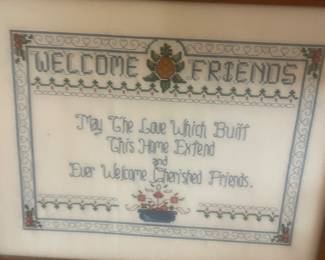 WELCOME FRIENDS
May The Love Which Built
This Home Extend
and
Ever Welcome Cherished Friends.